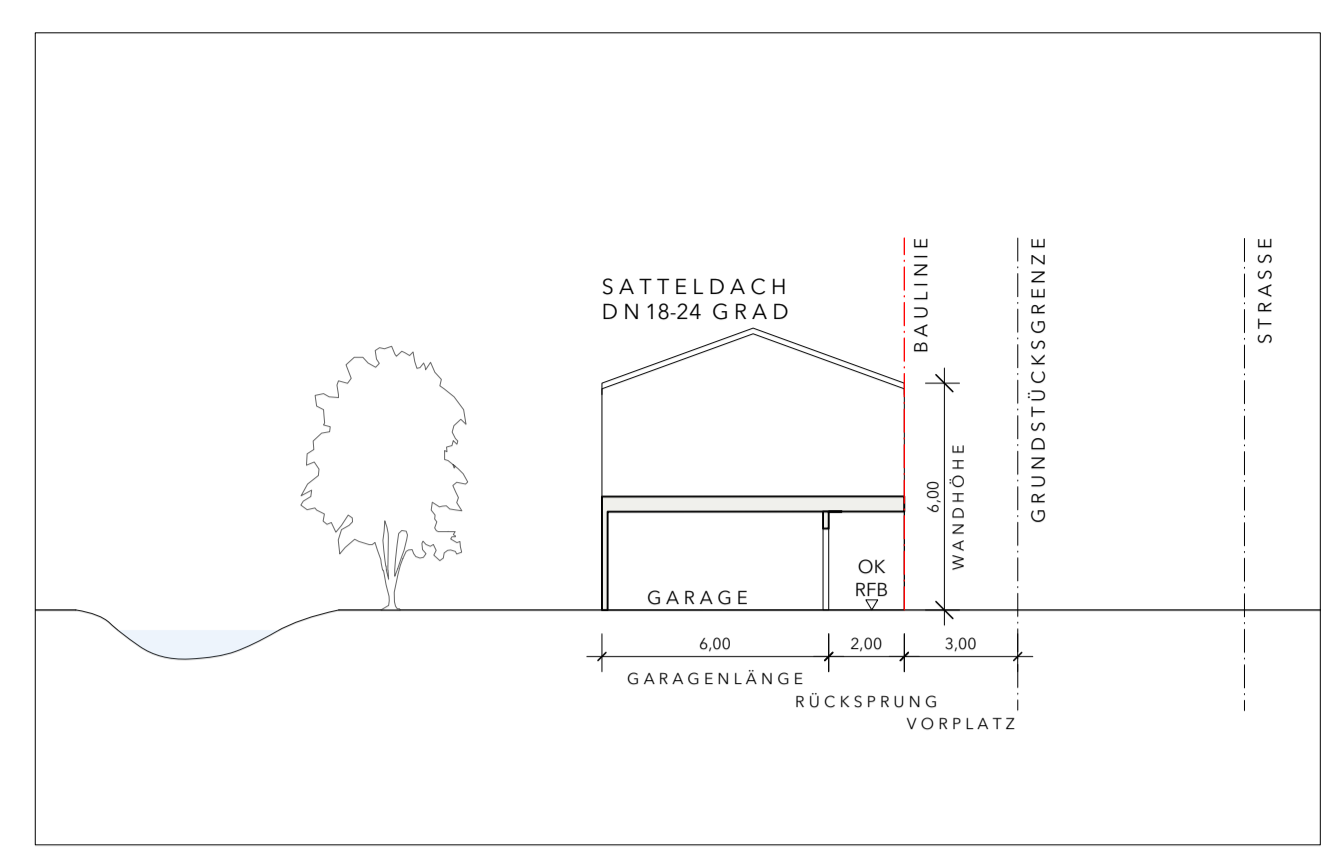 SATTELDACH
DN 18-24 GRAD
BAULINIE
GRUNDSTÜCKSGRENZE
STRASSE
6,00
WANDHÖHE
OK
RFB
GARAGE
6,00
2,00
3,00
GARAGENLÄNGE
RÜCKSPRUNG
VORPLATZ